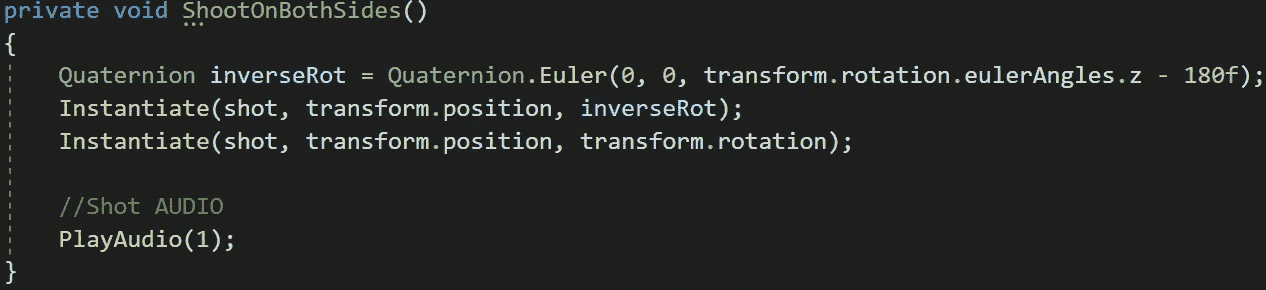 private void ShootOnBothSides()
{
Quaternion inverseRot = Quaternion.Euler(0, 0, transform.rotation.eulerAngles.z - 180f);
Instantiate(shot, transform.position, inverseRot);
Instantiate(shot, transform.position, transform.rotation);
//Shot AUDIO
PlayAudio(1);
}